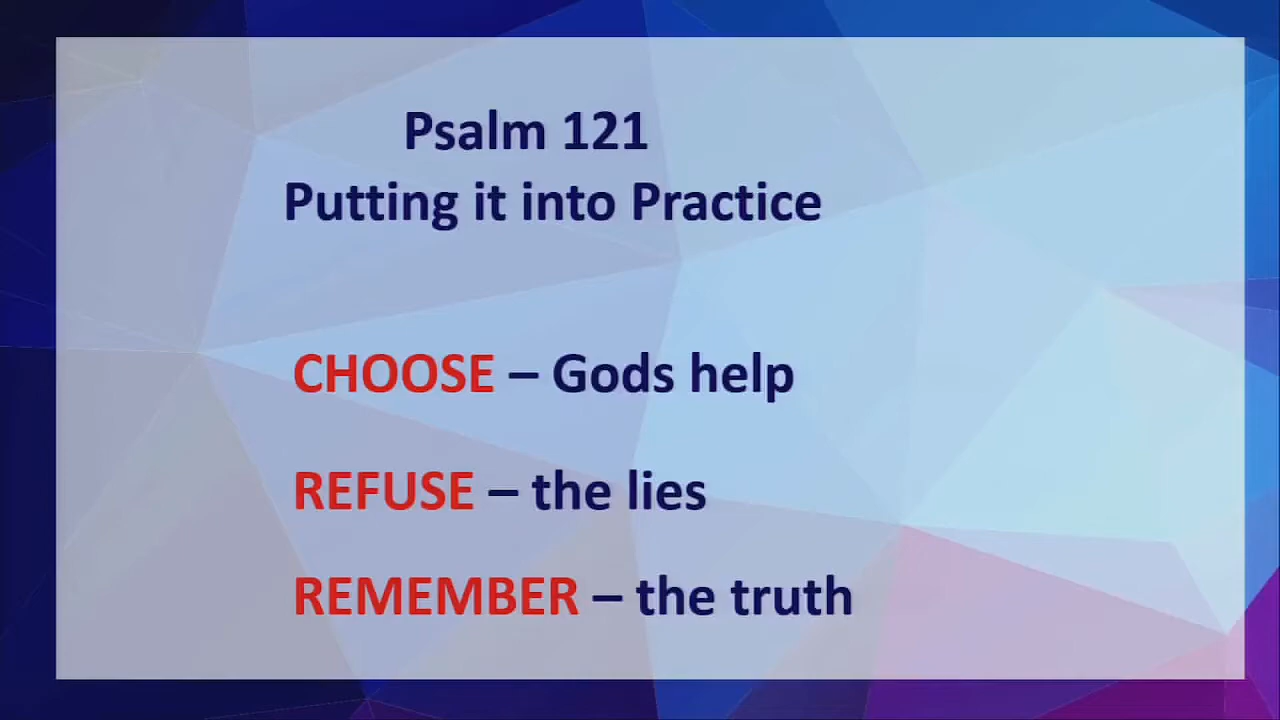 Psalm 121
Putting it into Practice
CHOOSE – Gods help
REFUSE – the lies
REMEMBER – the truth